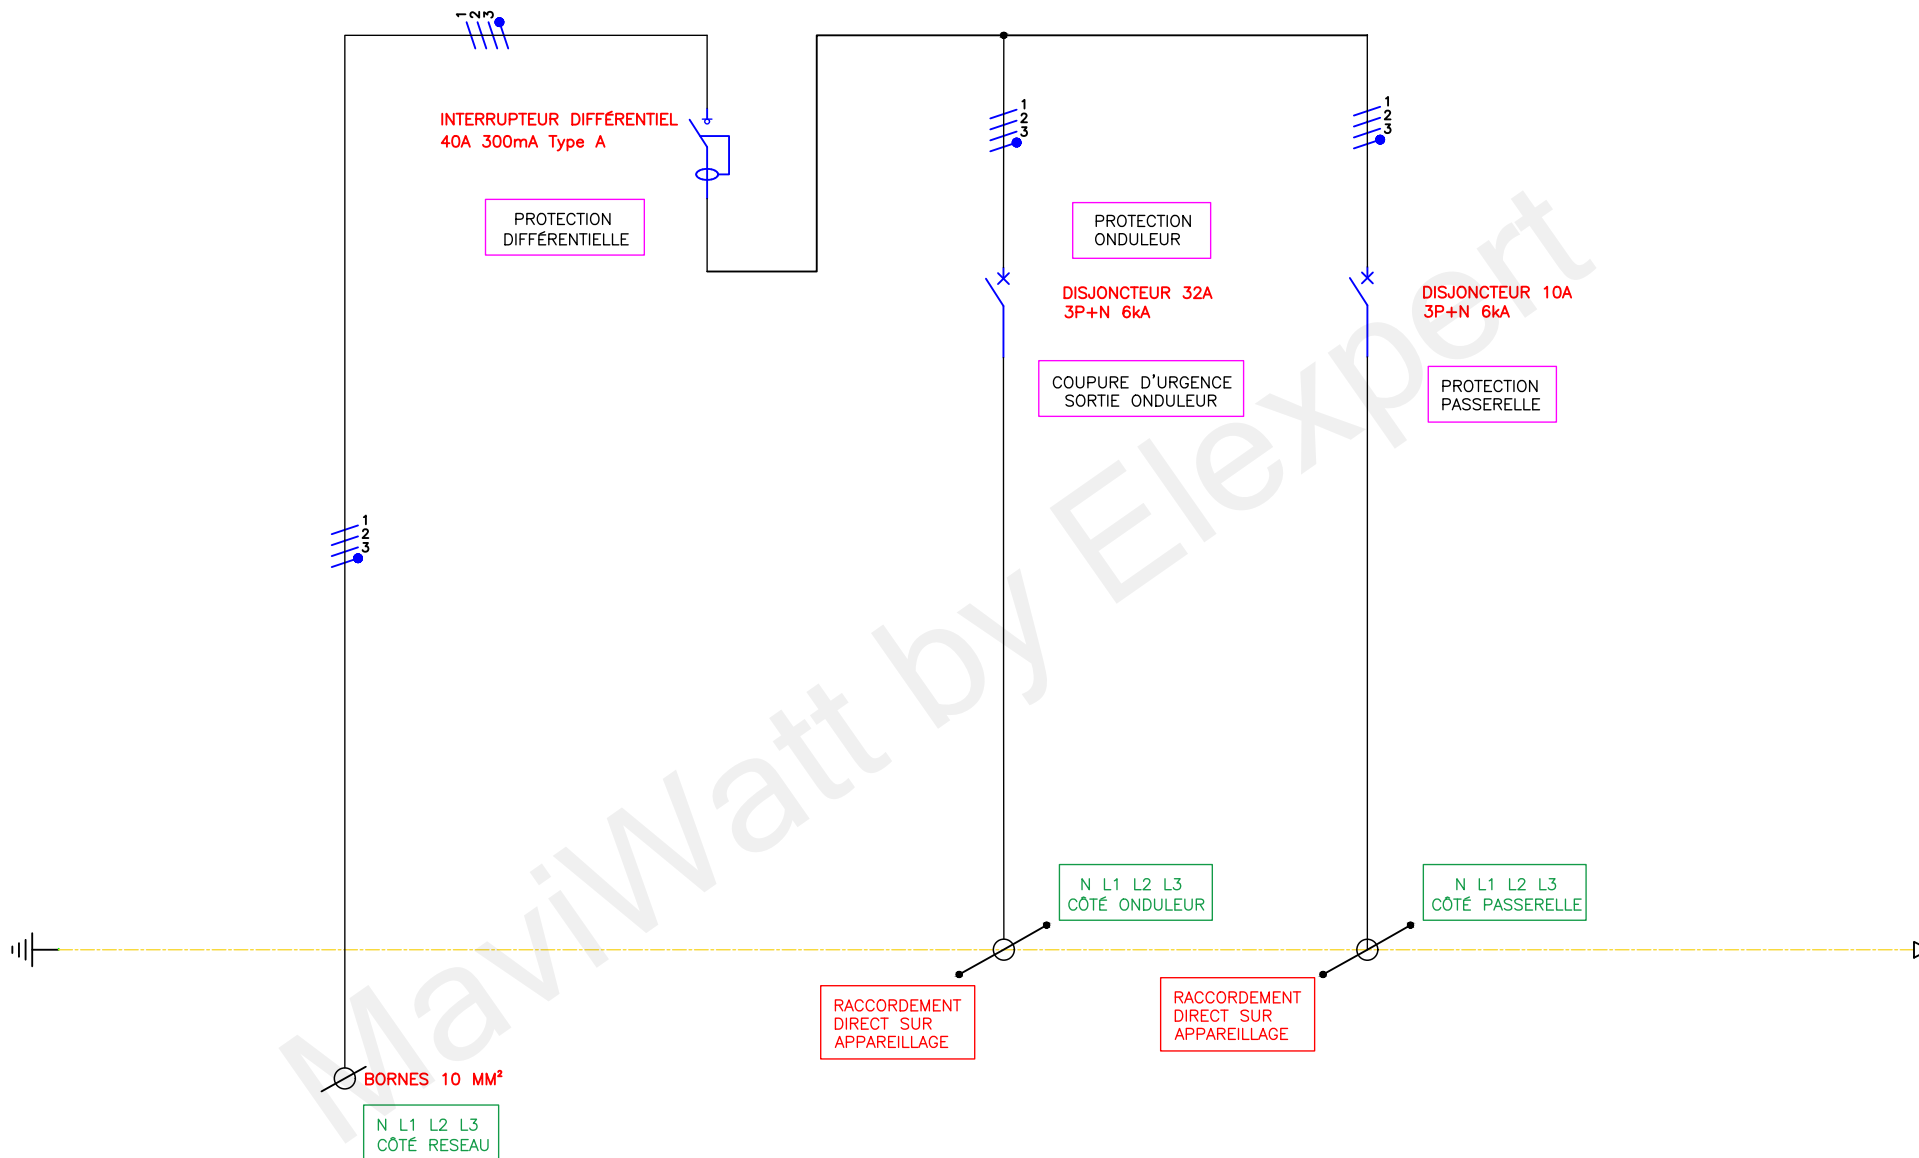 1 2 3
INTERRUPTEUR DIFFÉRENTIEL
40A 300mA Type A
PROTECTION
DIFFÉRENTIELLE
1
2
3
PROTECTION
ONDULEUR
DISJONCTEUR 32A
3P+N 6kA
COUPURE D'URGENCE
SORTIE ONDULEUR
1
2
3
DISJONCTEUR 10A
3P+N 6kA
PROTECTION
PASSERELLE
1
2
3
MaviWatt by Elexpert
N L1 L2 L3
CÔTÉ ONDULEUR
N L1 L2 L3
CÔTÉ PASSERELLE
RACCORDEMENT
DIRECT SUR
APPAREILLAGE
RACCORDEMENT
DIRECT SUR
APPAREILLAGE
BORNES 10 MM²
N L1 L2 L3
CÔTÉ RESEAU